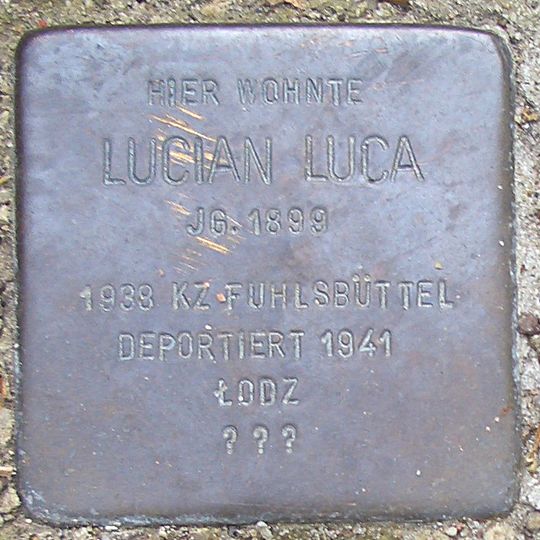 HIER WOHNTE
LUCIAN LUCA
JG. 1899
1938 KZ FUHLSBÜTTEL
DEPORTIERT 1941
ŁODZ
???